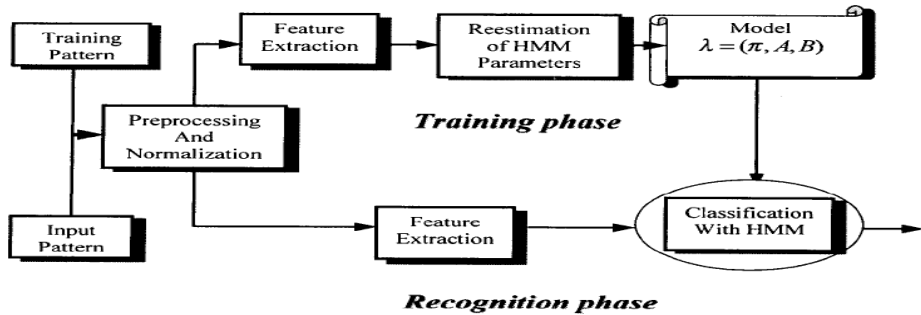 Training
Pattern
Feature
Extraction
Reestimation
of HMM
Parameters
Model
λ = (π, A, B)
Preprocessing
And
Normalization
Training phase
Input
Pattern
Feature
Extraction
Classification
With HMM
Recognition phase